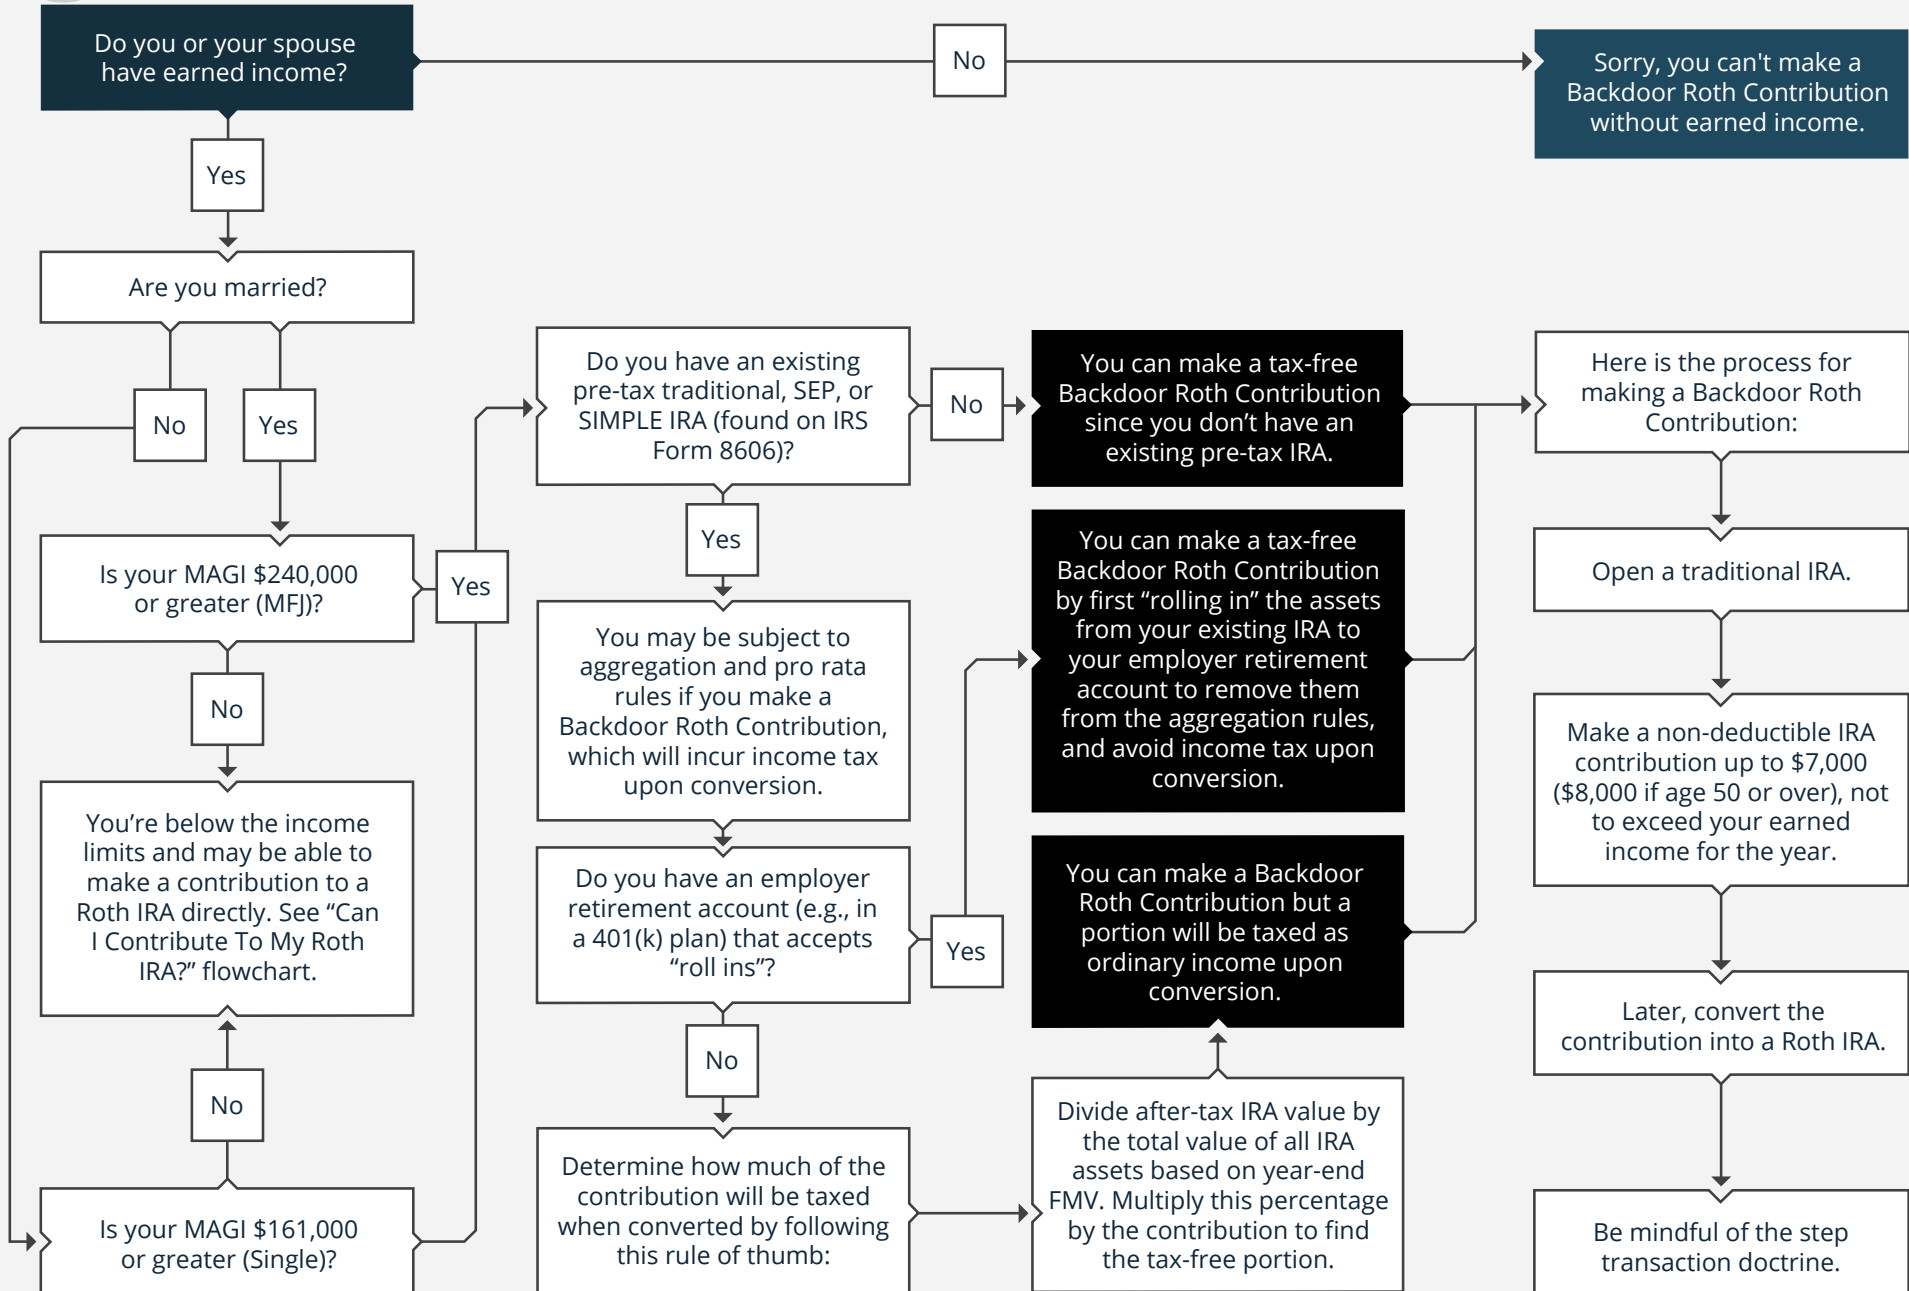 Do you or your spouse
have earned income?
No
Sorry, you can't make a
Backdoor Roth Contribution
without earned income.
Yes
Are you married?
No
Yes
Is your MAGI $240,000
or greater (MFJ)?
Yes
No
You're below the income
limits and may be able to
make a contribution to a
Roth IRA directly. See “Can
I Contribute To My Roth
IRA?” flowchart.
No
Is your MAGI $161,000
or greater (Single)?
Do you have an existing
pre-tax traditional, SEP, or
SIMPLE IRA (found on IRS
Form 8606)?
No
Yes
You may be subject to
aggregation and pro rata
rules if you make a
Backdoor Roth Contribution,
which will incur income tax
upon conversion.
Do you have an employer
retirement account (e.g., in
a 401(k) plan) that accepts
“roll ins”?
Yes
No
Determine how much of the
contribution will be taxed
when converted by following
this rule of thumb:
You can make a tax-free
Backdoor Roth Contribution
since you don’t have an
existing pre-tax IRA.
You can make a tax-free
Backdoor Roth Contribution
by first “rolling in” the assets
from your existing IRA to
your employer retirement
account to remove them
from the aggregation rules,
and avoid income tax upon
conversion.
You can make a Backdoor
Roth Contribution but a
portion will be taxed as
ordinary income upon
conversion.
Divide after-tax IRA value by
the total value of all IRA
assets based on year-end
FMV. Multiply this percentage
by the contribution to find
the tax-free portion.
Here is the process for
making a Backdoor Roth
Contribution:
Open a traditional IRA.
Make a non-deductible IRA
contribution up to $7,000
($8,000 if age 50 or over), not
to exceed your earned
income for the year.
Later, convert the
contribution into a Roth IRA.
Be mindful of the step
transaction doctrine.